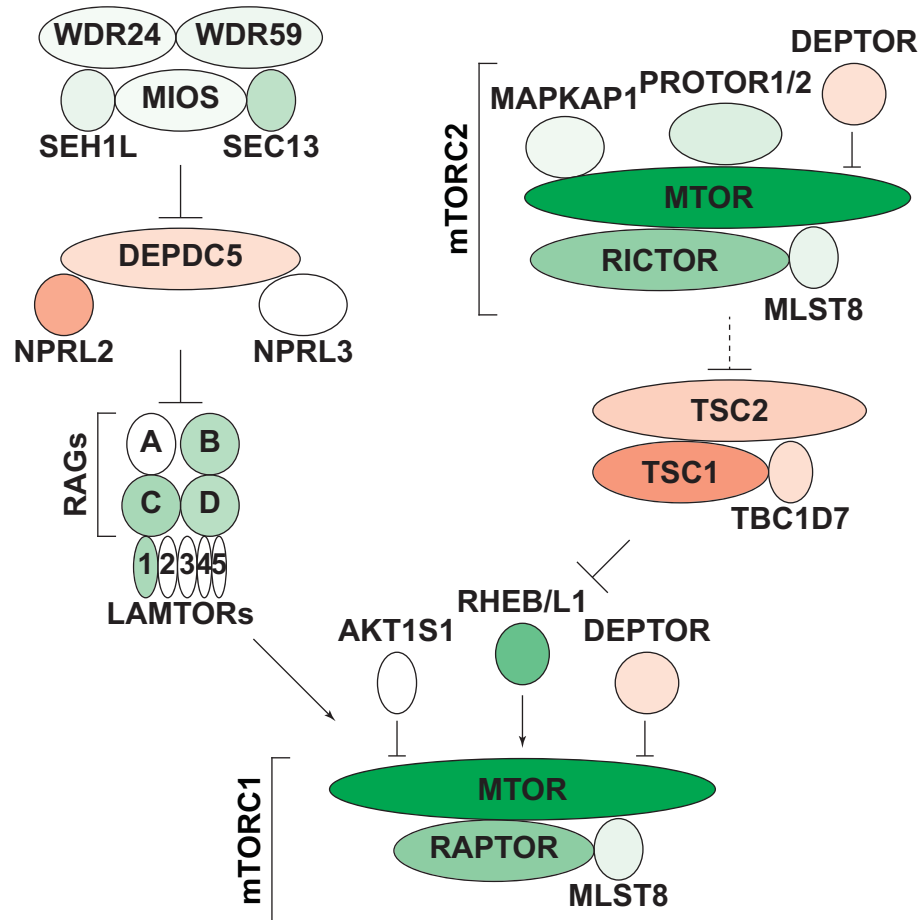 WDR24 WDR59
MIOS
SEH1L SEC13
DEPDC5
NPRL2 NPRL3
RAGs
A B
C D
1 2 3 4 5
LAMTORs
mTORC2
DEPTOR
MAPKAP1 PROTOR1/2
MTOR
RICTOR
MLST8
TSC2
TSC1
TBC1D7
RHEB/L1
AKT1S1 DEPTOR
mTORC1
MTOR
RAPTOR
MLST8